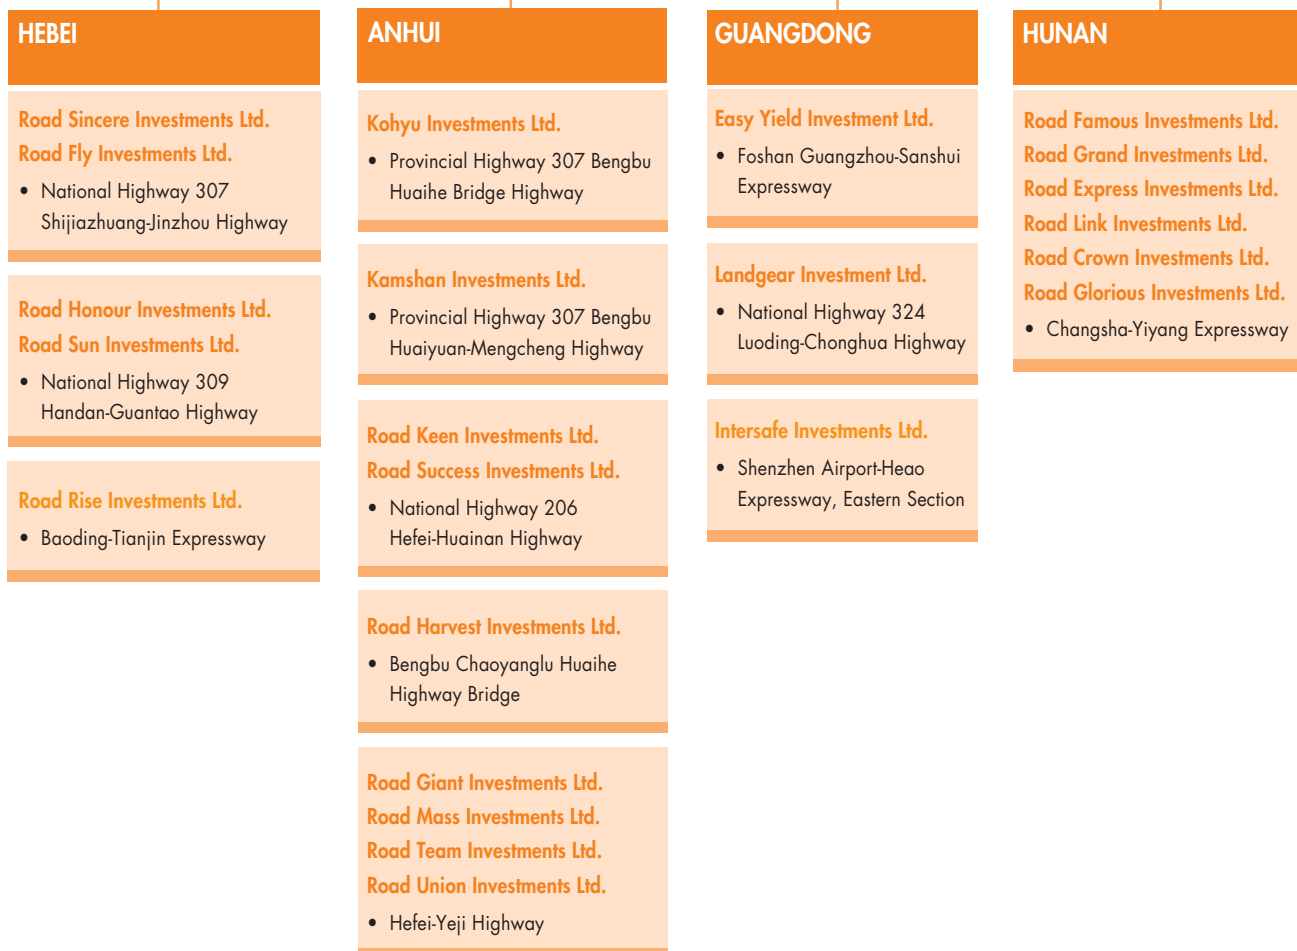 HEBEI
Road Sincere Investments Ltd.
Road Fly Investments Ltd.
• National Highway 307
Shijiazhuang-Jinzhou Highway
Road Honour Investments Ltd.
Road Sun Investments Ltd.
• National Highway 309
Handan-Guantao Highway
Road Rise Investments Ltd.
• Baoding-Tianjin Expressway
ANHUI
Kohyu Investments Ltd.
• Provincial Highway 307 Bengbu
Huaihe Bridge Highway
Kamshan Investments Ltd.
• Provincial Highway 307 Bengbu
Huaiyuan-Mengcheng Highway
Road Keen Investments Ltd.
Road Success Investments Ltd.
• National Highway 206
Hefei-Huainan Highway
Road Harvest Investments Ltd.
• Bengbu Chaoyanglu Huaihe
Highway Bridge
Road Giant Investments Ltd.
Road Mass Investments Ltd.
Road Team Investments Ltd.
Road Union Investments Ltd.
• Hefei-Yeji Highway
GUANGDONG
Easy Yield Investment Ltd.
• Foshan Guangzhou-Sanshui
Expressway
Landgear Investment Ltd.
• National Highway 324
Luoding-Chonghua Highway
Intersafe Investments Ltd.
• Shenzhen Airport-Heao
Expressway, Eastern Section
HUNAN
Road Famous Investments Ltd.
Road Grand Investments Ltd.
Road Express Investments Ltd.
Road Link Investments Ltd.
Road Crown Investments Ltd.
Road Glorious Investments Ltd.
• Changsha-Yiyang Expressway